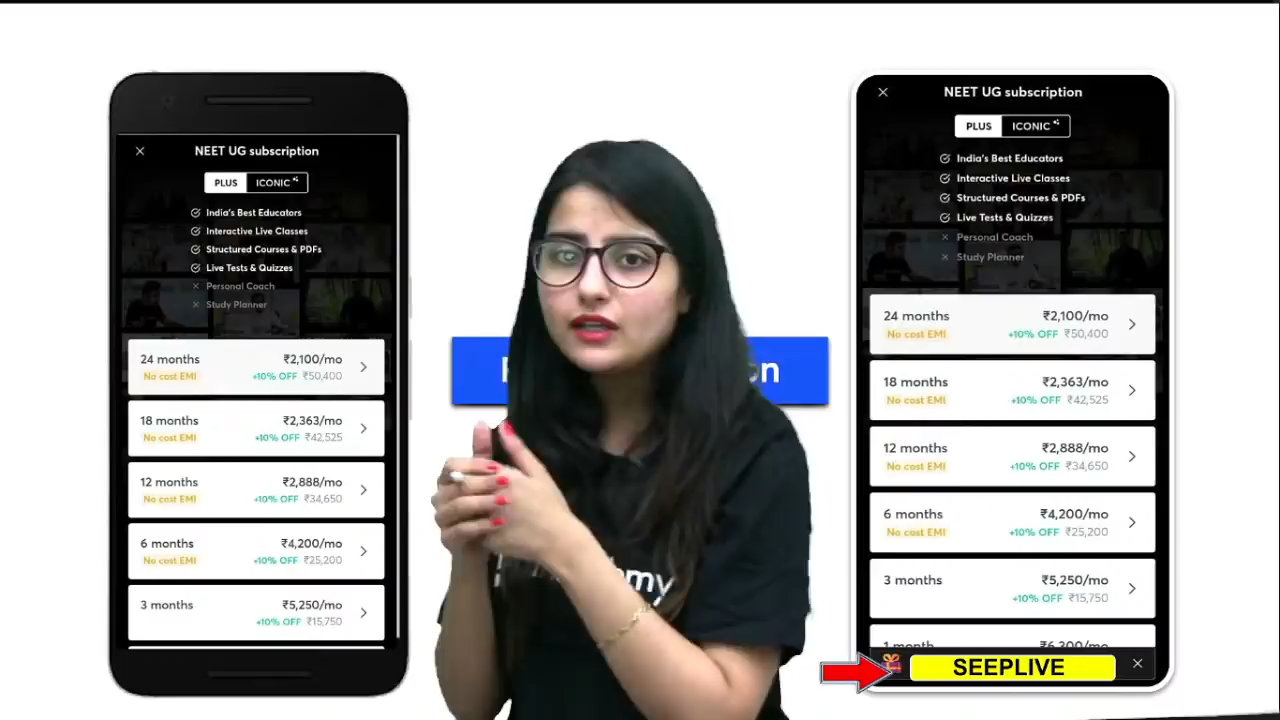 NEET UG subscription
PLUS ICONIC
India's Best Educators
Interactive Live Classes
Structured Courses & PDFs
Live Tests & Quizzes
Personal Coach
Study Planner
24 months ₹2,100/mo
No cost EMI +10% OFF ₹50,400
18 months ₹2,363/mo
No cost EMI +10% OFF ₹42,525
12 months ₹2,888/mo
No cost EMI +10% OFF ₹34,650
6 months ₹4,200/mo
No cost EMI +10% OFF ₹25,200
3 months ₹5,250/mo
+10% OFF ₹15,750
NEET UG subscription
PLUS ICONIC
India's Best Educators
Interactive Live Classes
Structured Courses & PDFs
Live Tests & Quizzes
Personal Coach
Study Planner
24 months ₹2,100/mo
No cost EMI +10% OFF ₹50,400
18 months ₹2,363/mo
No cost EMI +10% OFF ₹42,525
12 months ₹2,888/mo
No cost EMI +10% OFF ₹34,650
6 months ₹4,200/mo
No cost EMI +10% OFF ₹25,200
3 months ₹5,250/mo
+10% OFF ₹15,750
1 month ₹6,300/mo
SEEPLIVE